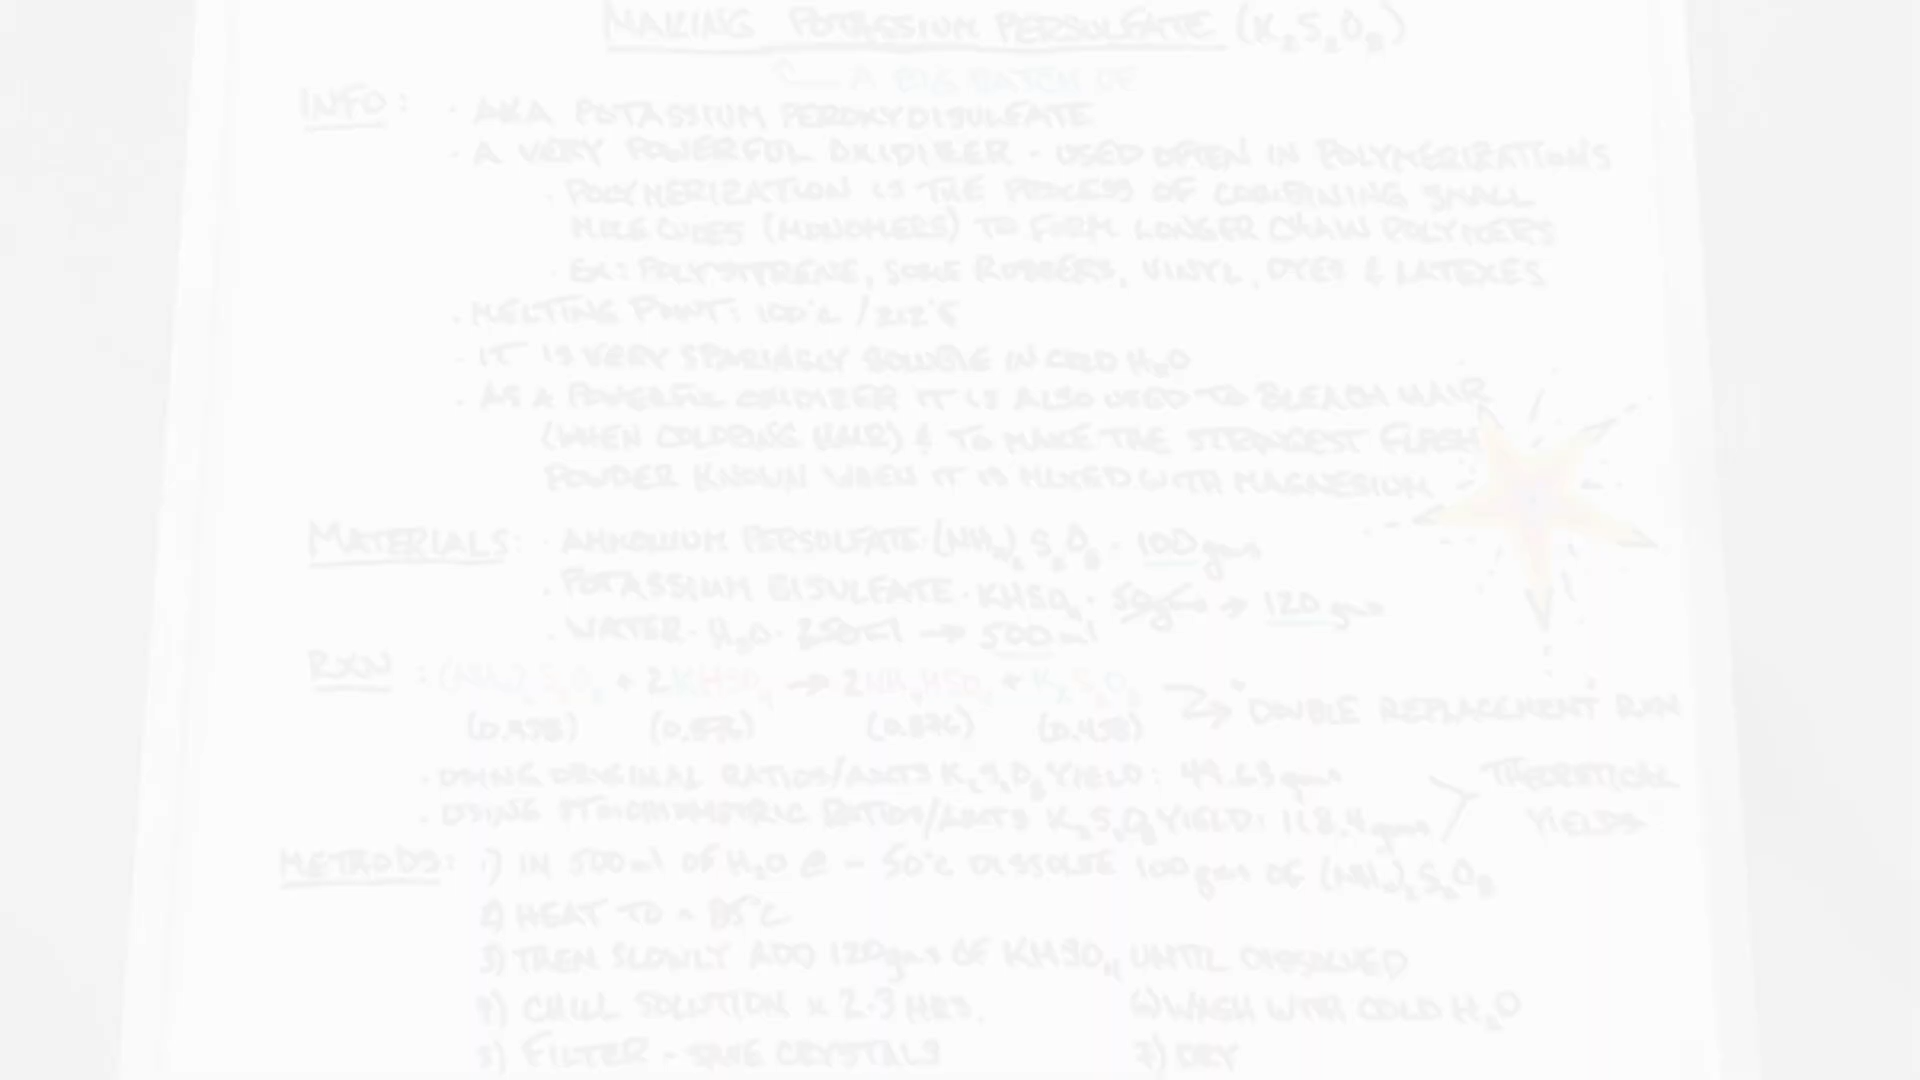 MAKING POTASSIUM PERSULFATE (K₂S₂O₈)
A BIG BATCH OF
INFO: · AKA POTASSIUM PEROXYDISULFATE
· A VERY POWERFUL OXIDIZER - USED OFTEN IN POLYMERIZATIONS
· POLYMERIZATION IS THE PROCESS OF COMBINING SMALL
MOLECULES (MONOMERS) TO FORM LONGER CHAIN POLYMERS
· EX: POLYSTYRENE, SOME RUBBERS, VINYL, DYES & LATEXES
· MELTING POINT: 100°C / 212°F
· IT IS VERY SPARINGLY SOLUBLE IN COLD H₂O
· AS A POWERFUL OXIDIZER IT IS ALSO USED TO BLEACH HAIR
(WHEN COLORING HAIR) & TO MAKE THE STRONGEST FLASH
POWDER KNOWN WHEN IT IS MIXED WITH MAGNESIUM
MATERIALS: · AMMONIUM PERSULFATE (NH₄)₂S₂O₈ · 100 gms
· POTASSIUM BISULFATE · KHSO₄ · 50 gms → 120 gms
· WATER · H₂O · 250 ml → 500 ml
RXN: (NH₄)₂S₂O₈ + 2KHSO₄ → 2NH₄HSO₄ + K₂S₂O₈ → DOUBLE REPLACEMENT RXN
(0.438) (0.876) (0.876) (0.438)
· USING ORIGINAL RATIOS/AMTS K₂S₂O₈ YIELD: 49.63 gms THEORETICAL
· USING STOICHIOMETRIC RATIOS/AMTS K₂S₂O₈ YIELD: 118.4 gms YIELDS
METHODS: 1) IN 500 ml OF H₂O @ ~ 50°C DISSOLVE 100 gms OF (NH₄)₂S₂O₈
2) HEAT TO ~ 85°C
3) THEN SLOWLY ADD 120 gms OF KHSO₄ UNTIL DISSOLVED
4) CHILL SOLUTION x 2-3 HRS. 6) WASH WITH COLD H₂O
5) FILTER - SAVE CRYSTALS 7) DRY